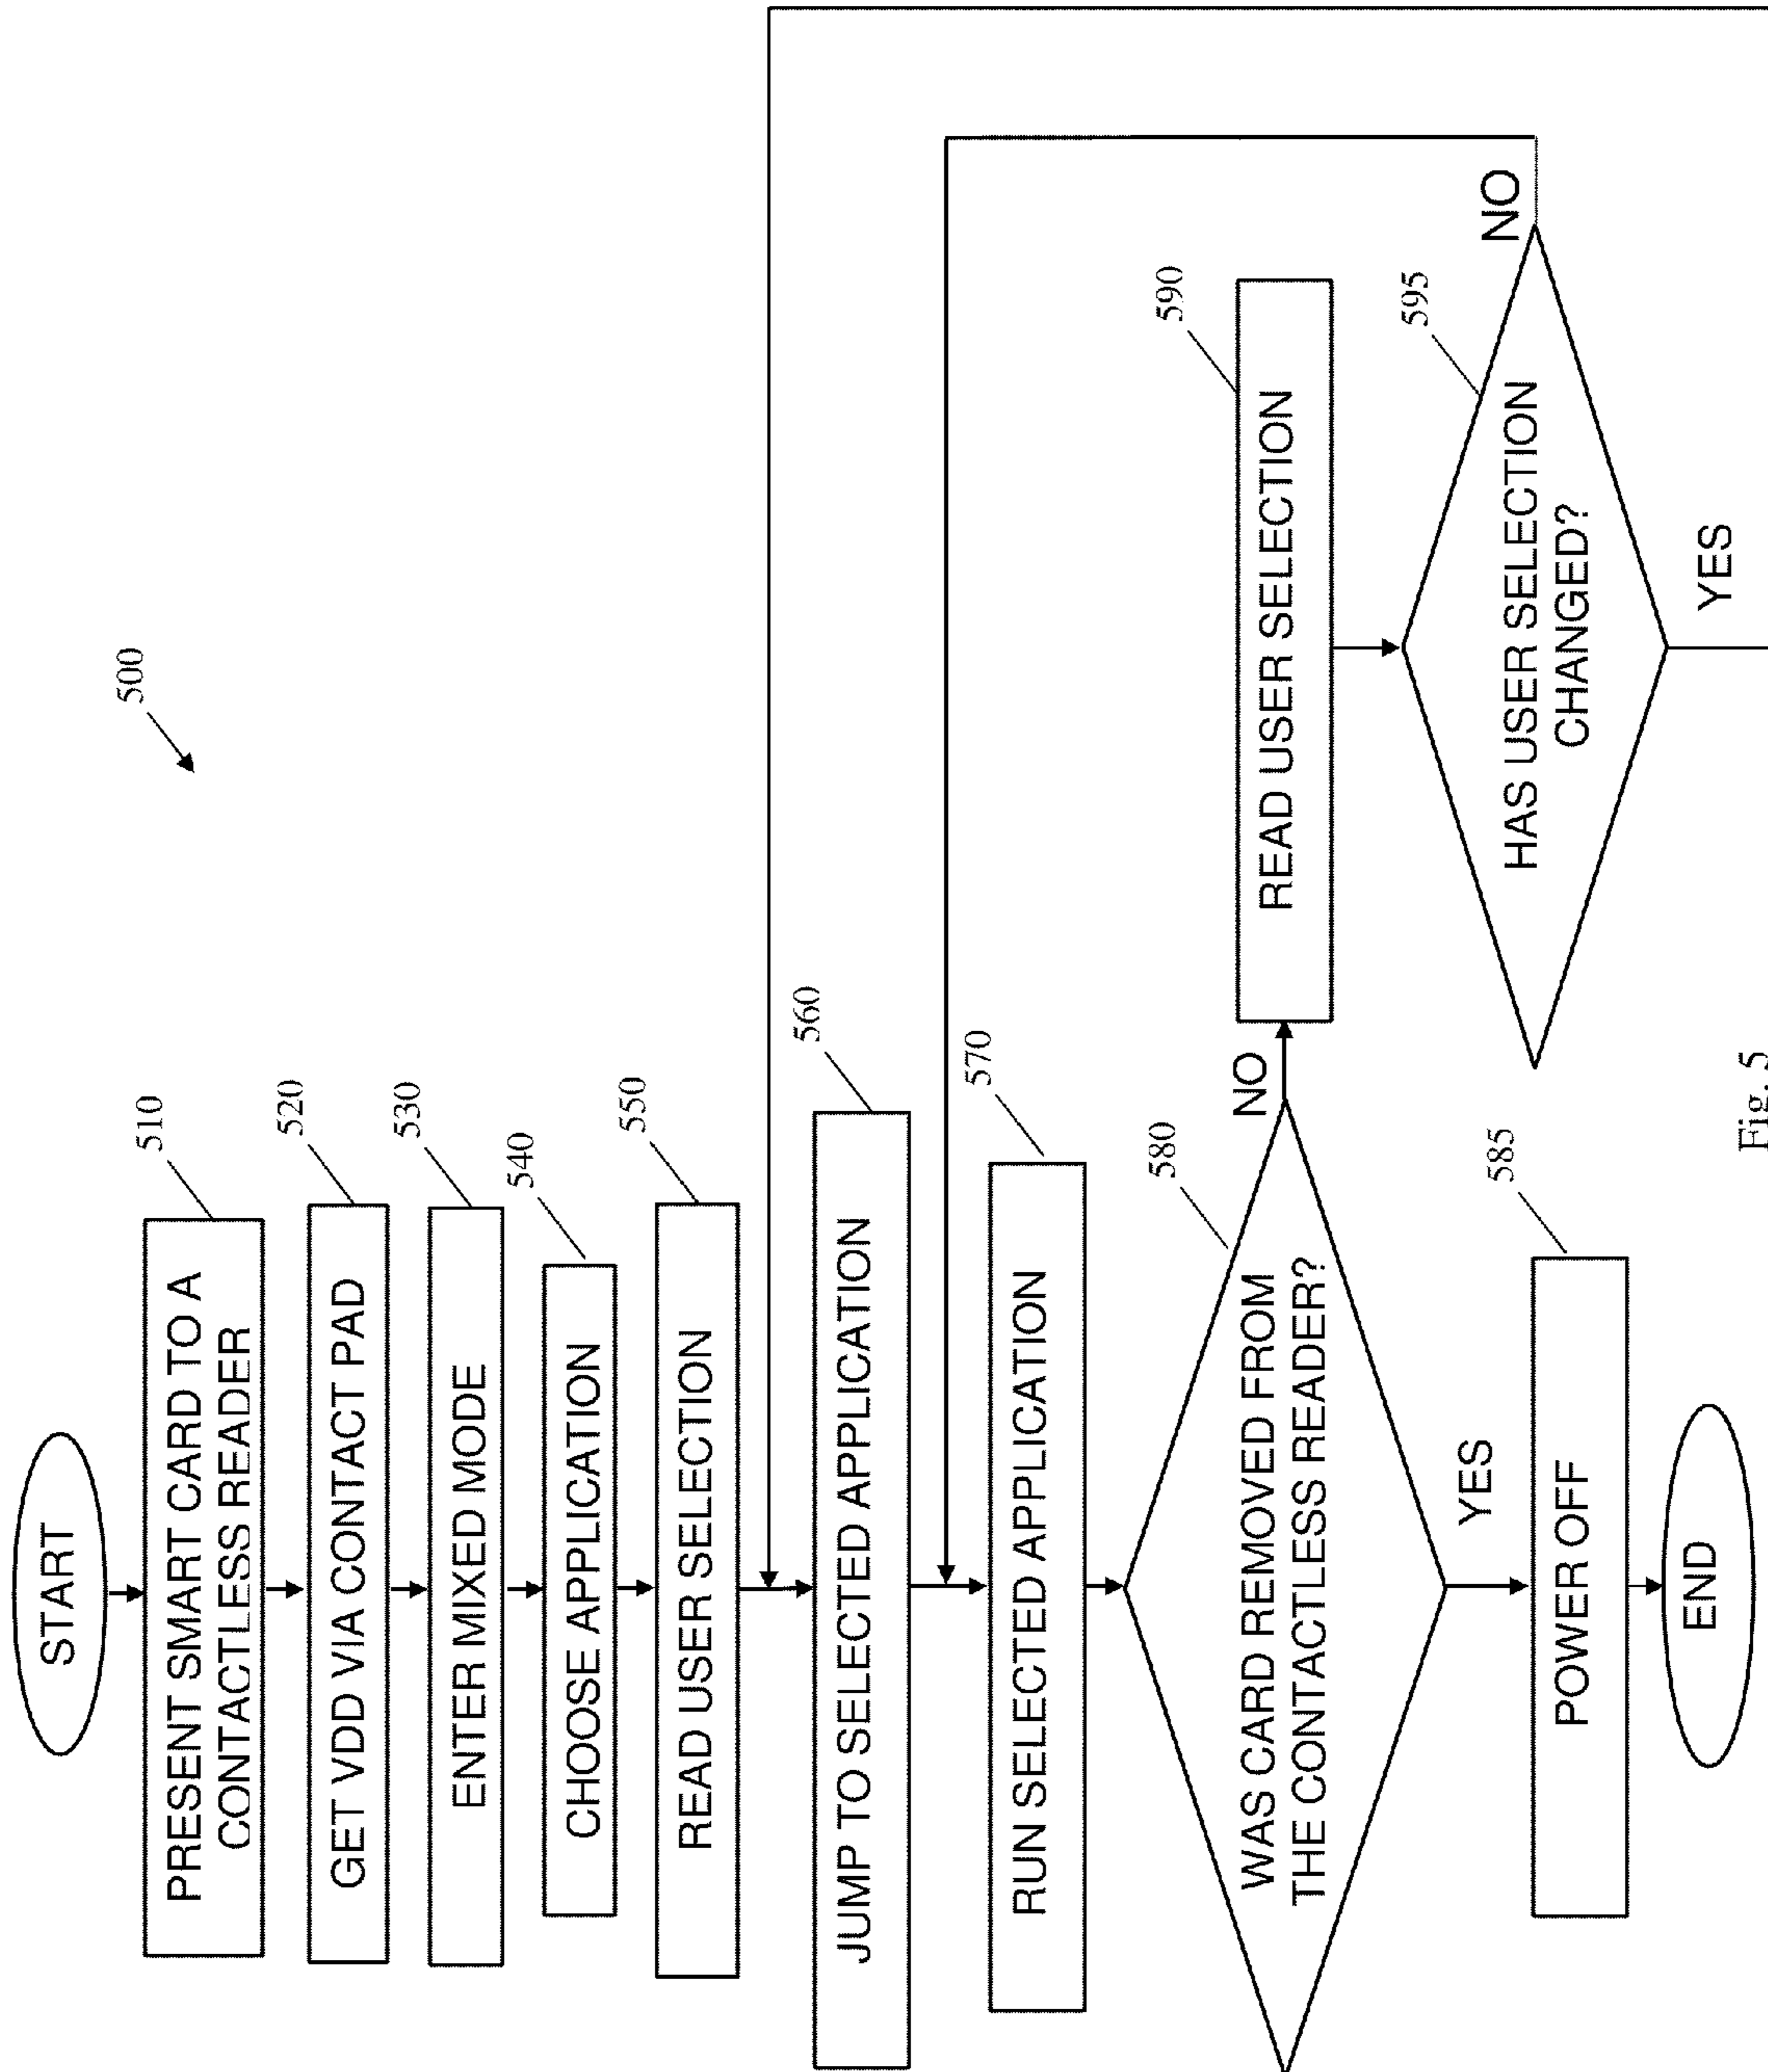 500
START
PRESENT SMART CARD TO A
CONTACTLESS READER
510
GET VDD VIA CONTACT PAD
520
ENTER MIXED MODE
530
CHOOSE APPLICATION
540
READ USER SELECTION
550
JUMP TO SELECTED APPLICATION
560
RUN SELECTED APPLICATION
570
WAS CARD REMOVED FROM
THE CONTACTLESS READER?
580
NO
YES
READ USER SELECTION
590
HAS USER SELECTION
CHANGED?
595
NO
YES
POWER OFF
585
END
Fig. 5